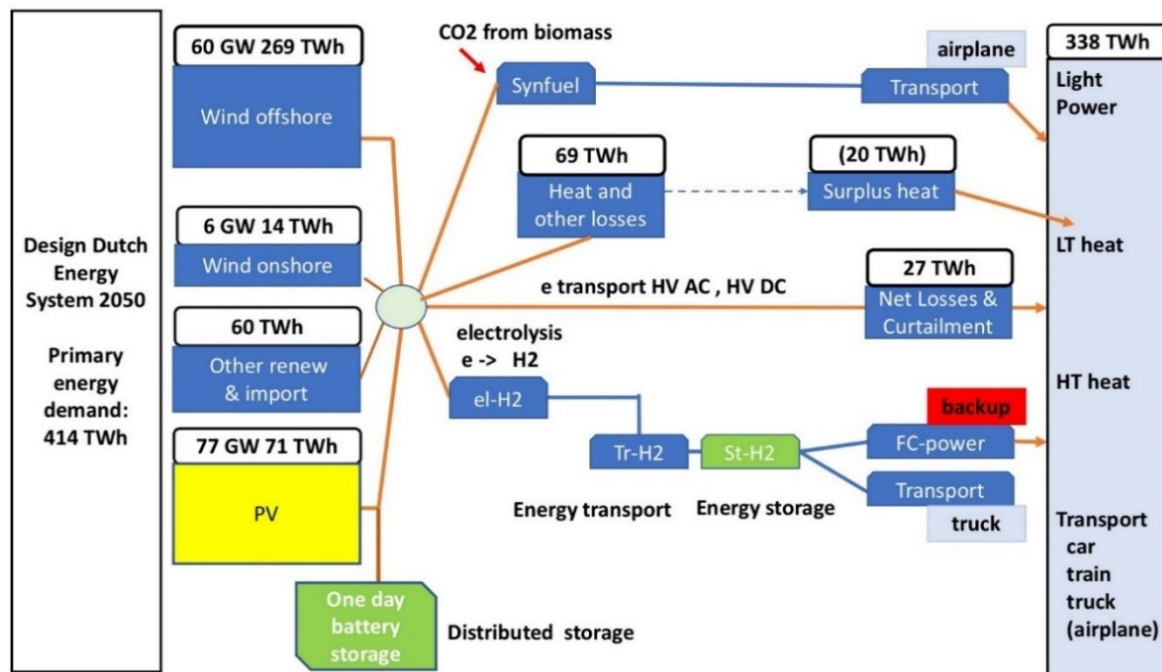 Design Dutch
Energy
System 2050
Primary
energy
demand:
414 TWh
60 GW 269 TWh
Wind offshore
6 GW 14 TWh
Wind onshore
60 TWh
Other renew
& import
77 GW 71 TWh
PV
One day
battery
storage
Distributed storage
CO2 from biomass
Synfuel
airplane
Transport
69 TWh
Heat and
other losses
(20 TWh)
Surplus heat
e transport HV AC , HV DC
27 TWh
Net Losses &
Curtailment
electrolysis
e -> H2
el-H2
Tr-H2
St-H2
Energy transport
Energy storage
backup
FC-power
Transport
truck
338 TWh
Light
Power
LT heat
HT heat
Transport
car
train
truck
(airplane)